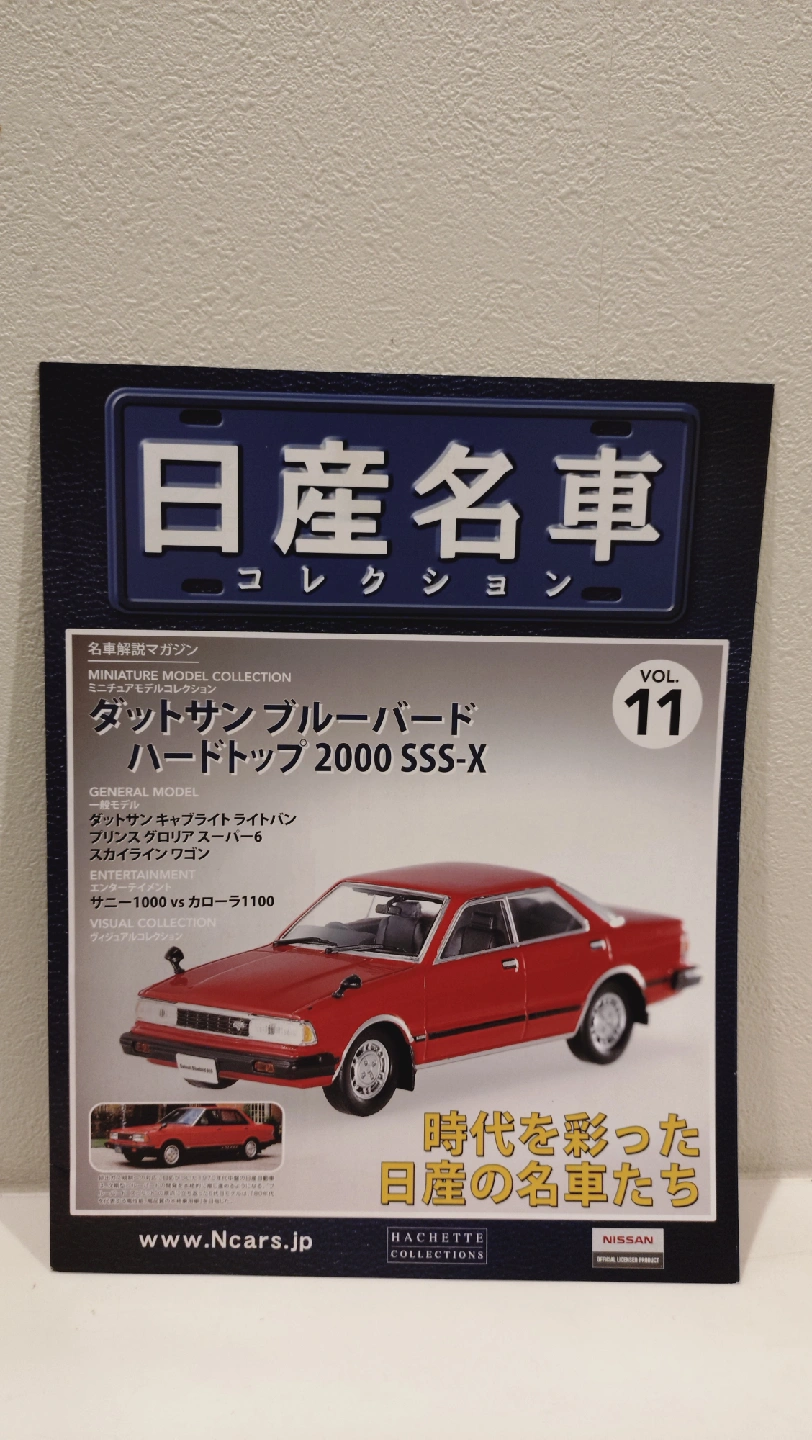 日産名車
コレクション
名車解説マガジン
MINIATURE MODEL COLLECTION
ミニチュアモデルコレクション
ダットサン ブルーバード
ハードトップ 2000 SSS-X
VOL.
11
GENERAL MODEL
一般モデル
ダットサン キャブライト ライトバン
プリンス グロリア スーパー6
スカイライン ワゴン
ENTERTAINMENT
エンターテイメント
サニー1000 vs カローラ1100
VISUAL COLLECTION
ヴィジュアルコレクション
時代を彩った
日産の名車たち
www.Ncars.jp
HACHETTE
COLLECTIONS
NISSAN
OFFICIAL LICENSED PRODUCT